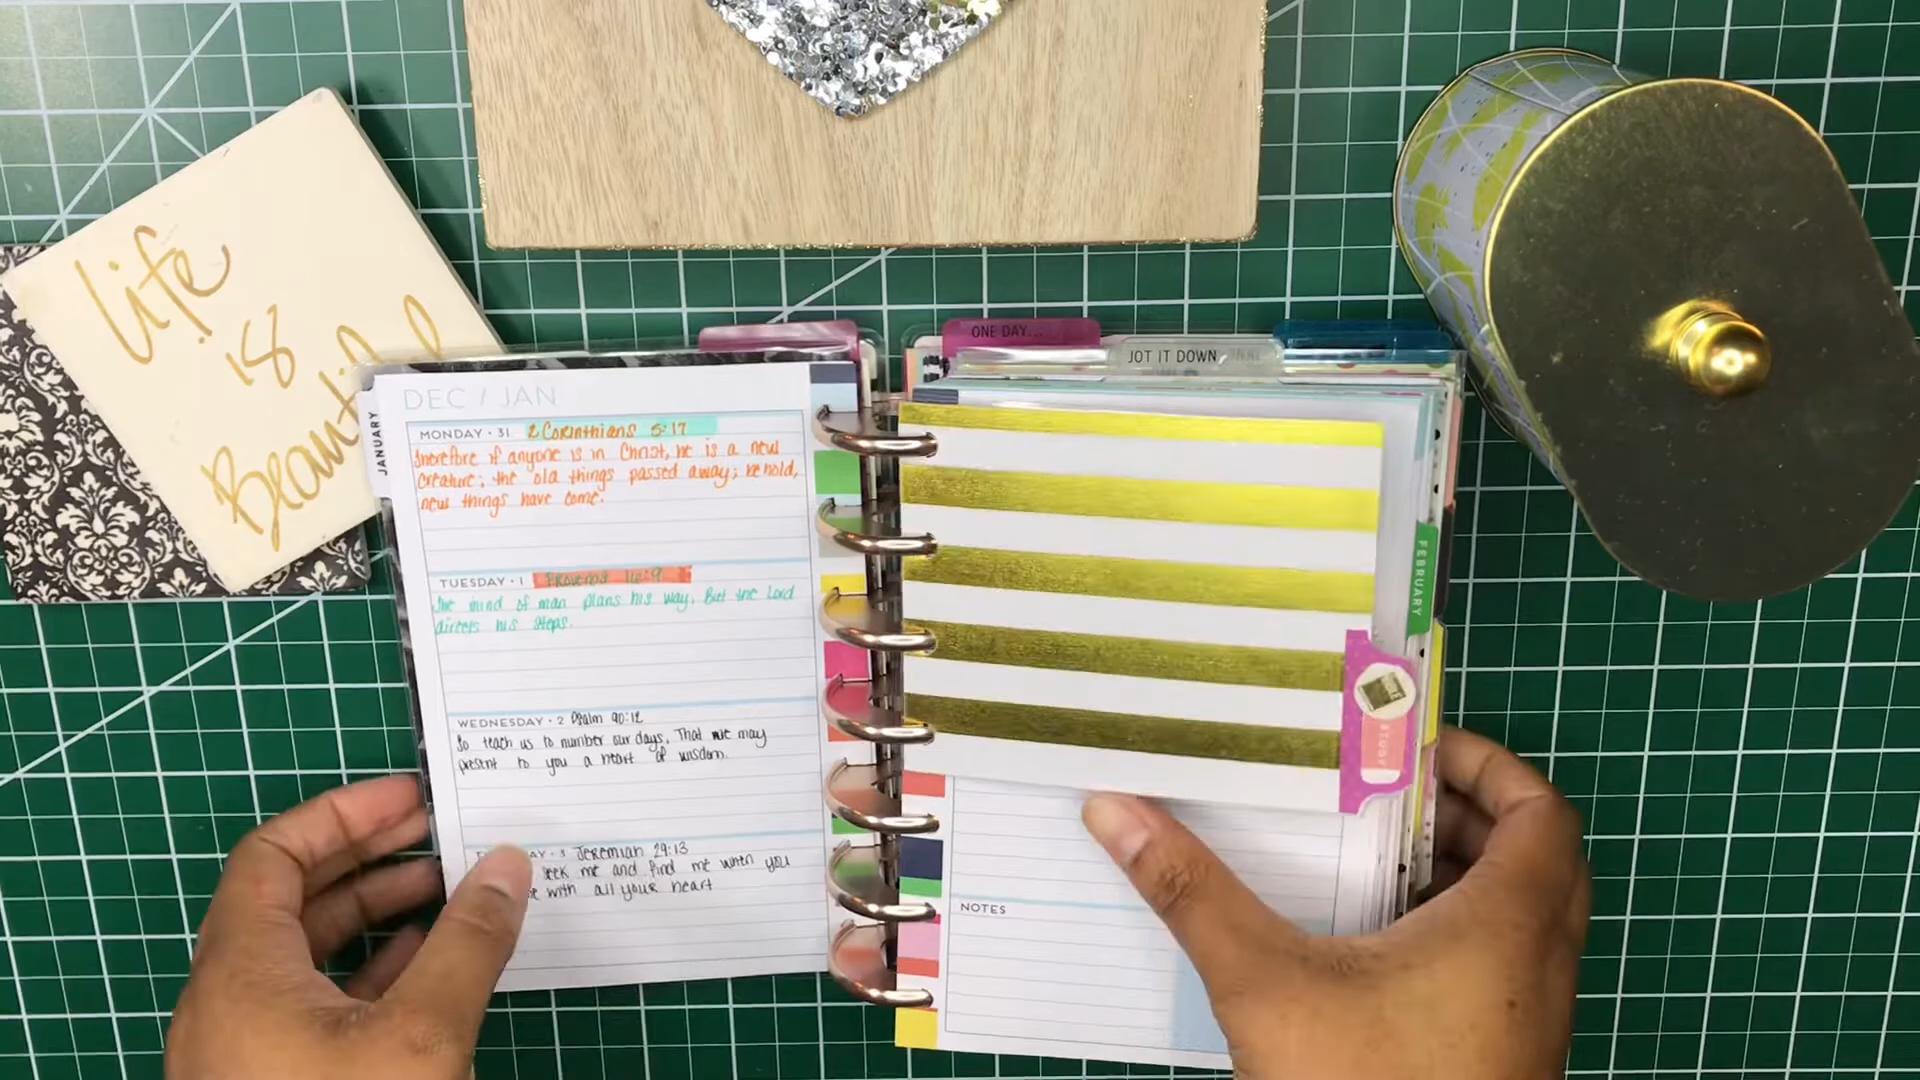 Life
is
Beautiful
ONE DAY...
JOT IT DOWN
JANUARY
DEC / JAN
MONDAY · 31 2 Corinthians 5:17
Therefore if anyone is in Christ, he is a new
creature; the old things passed away; behold,
new things have come.
TUESDAY · 1 Proverbs 16:9
The mind of man plans his way, But the Lord
directs his steps.
WEDNESDAY · 2 Psalm 90:12
So teach us to number our days, That we may
present to you a heart of wisdom.
AY · 3 Jeremiah 29:13
seek me and find me when you
me with all your heart
FEBRUARY
NOTES